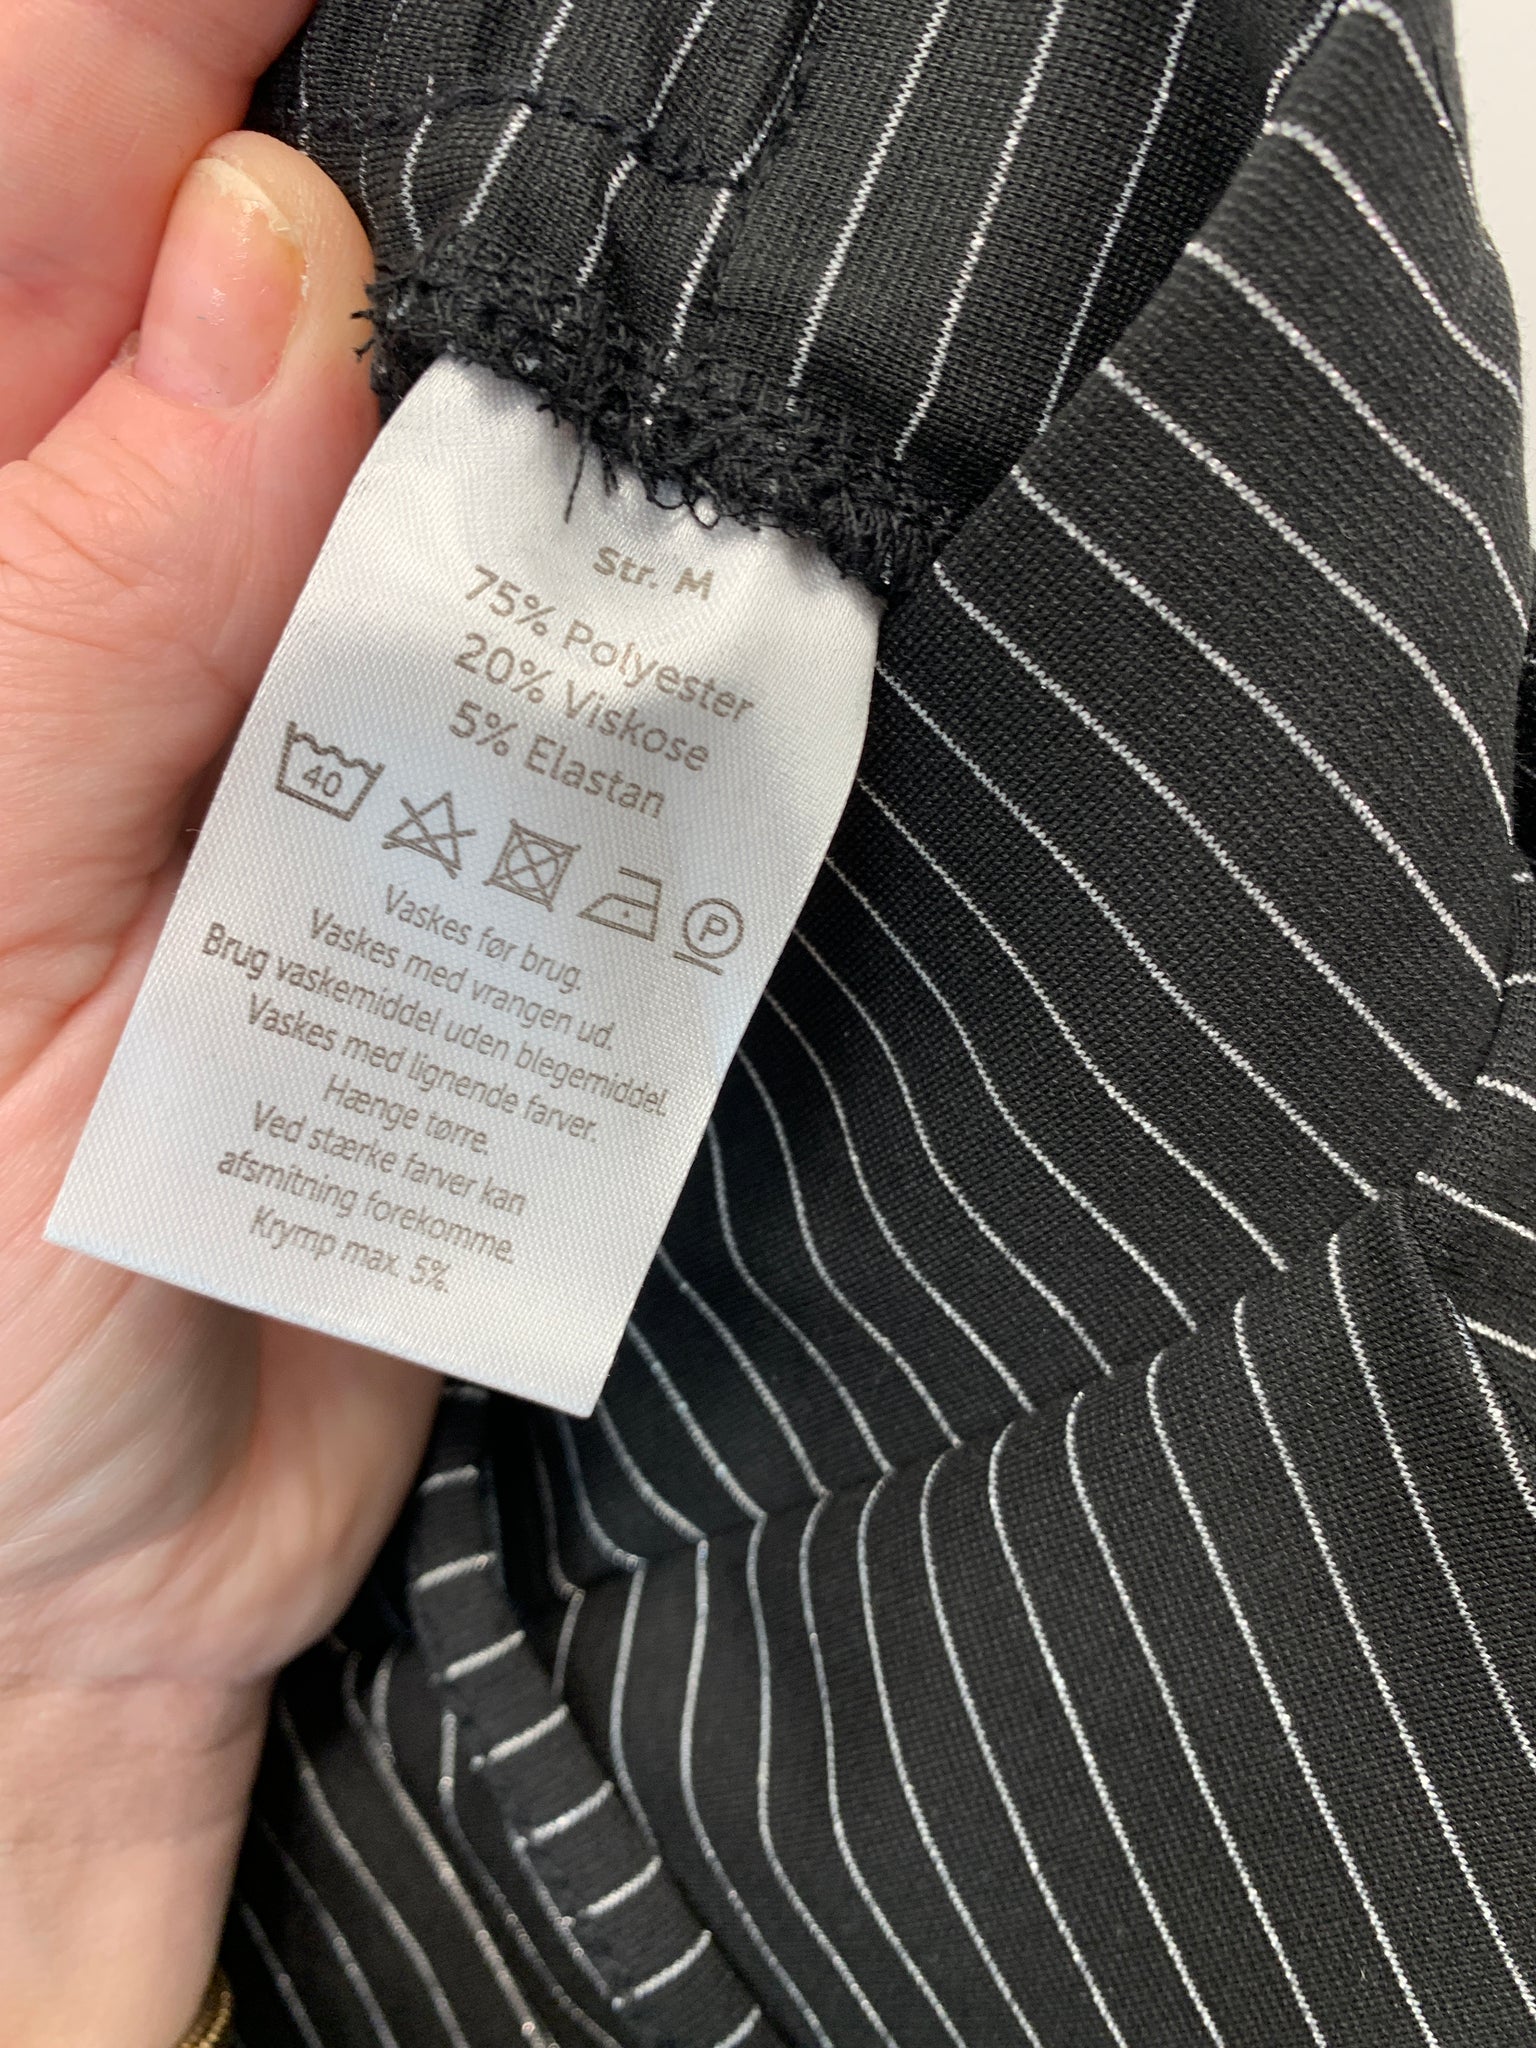 Str. M
75% Polyester
20% Viskose
5% Elastan
40 P
Vaskes før brug.
Vaskes med vrangen ud.
Brug vaskemiddel uden blegemiddel.
Vaskes med lignende farver.
Hænge tørre.
Ved stærke farver kan
afsmitning forekomme.
Krymp max. 5%.